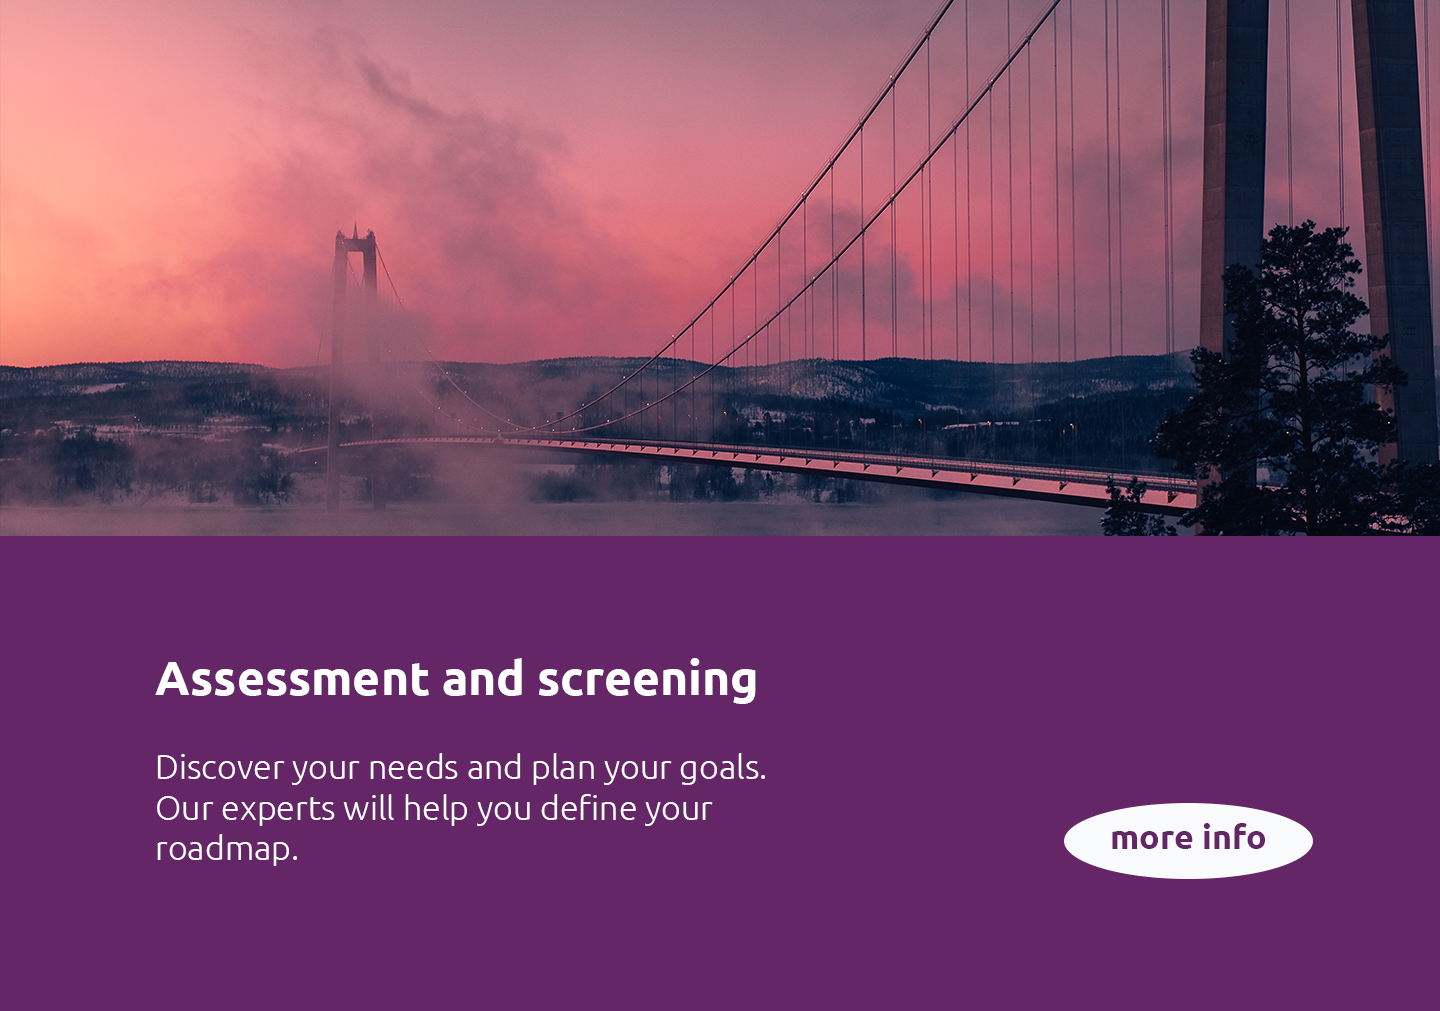 Assessment and screening
Discover your needs and plan your goals.
Our experts will help you define your
roadmap.
more info